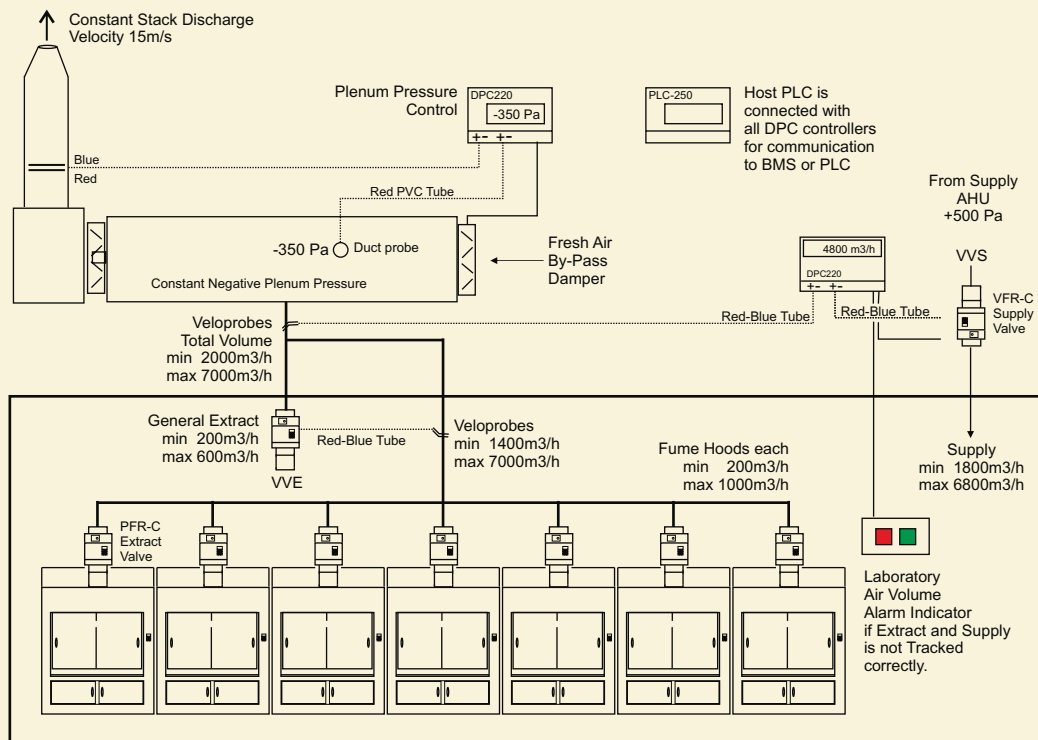 Constant Stack Discharge
Velocity 15m/s
Plenum Pressure
Control
DPC220
-350 Pa
+- +-
PLC-250
Host PLC is
connected with
all DPC controllers
for communication
to BMS or PLC
Blue
Red
Red PVC Tube
From Supply
AHU
+500 Pa
-350 Pa
Duct probe
Constant Negative Plenum Pressure
Fresh Air
By-Pass
Damper
4800 m3/h
DPC220
+- +-
VVS
Veloprobes
Total Volume
min 2000m3/h
max 7000m3/h
Red-Blue Tube
Red-Blue Tube
VFR-C
Supply
Valve
General Extract
min 200m3/h
max 600m3/h
Red-Blue Tube
VVE
Veloprobes
min 1400m3/h
max 7000m3/h
Fume Hoods each
min 200m3/h
max 1000m3/h
Supply
min 1800m3/h
max 6800m3/h
PFR-C
Extract
Valve
Laboratory
Air Volume
Alarm Indicator
if Extract and Supply
is not Tracked
correctly.